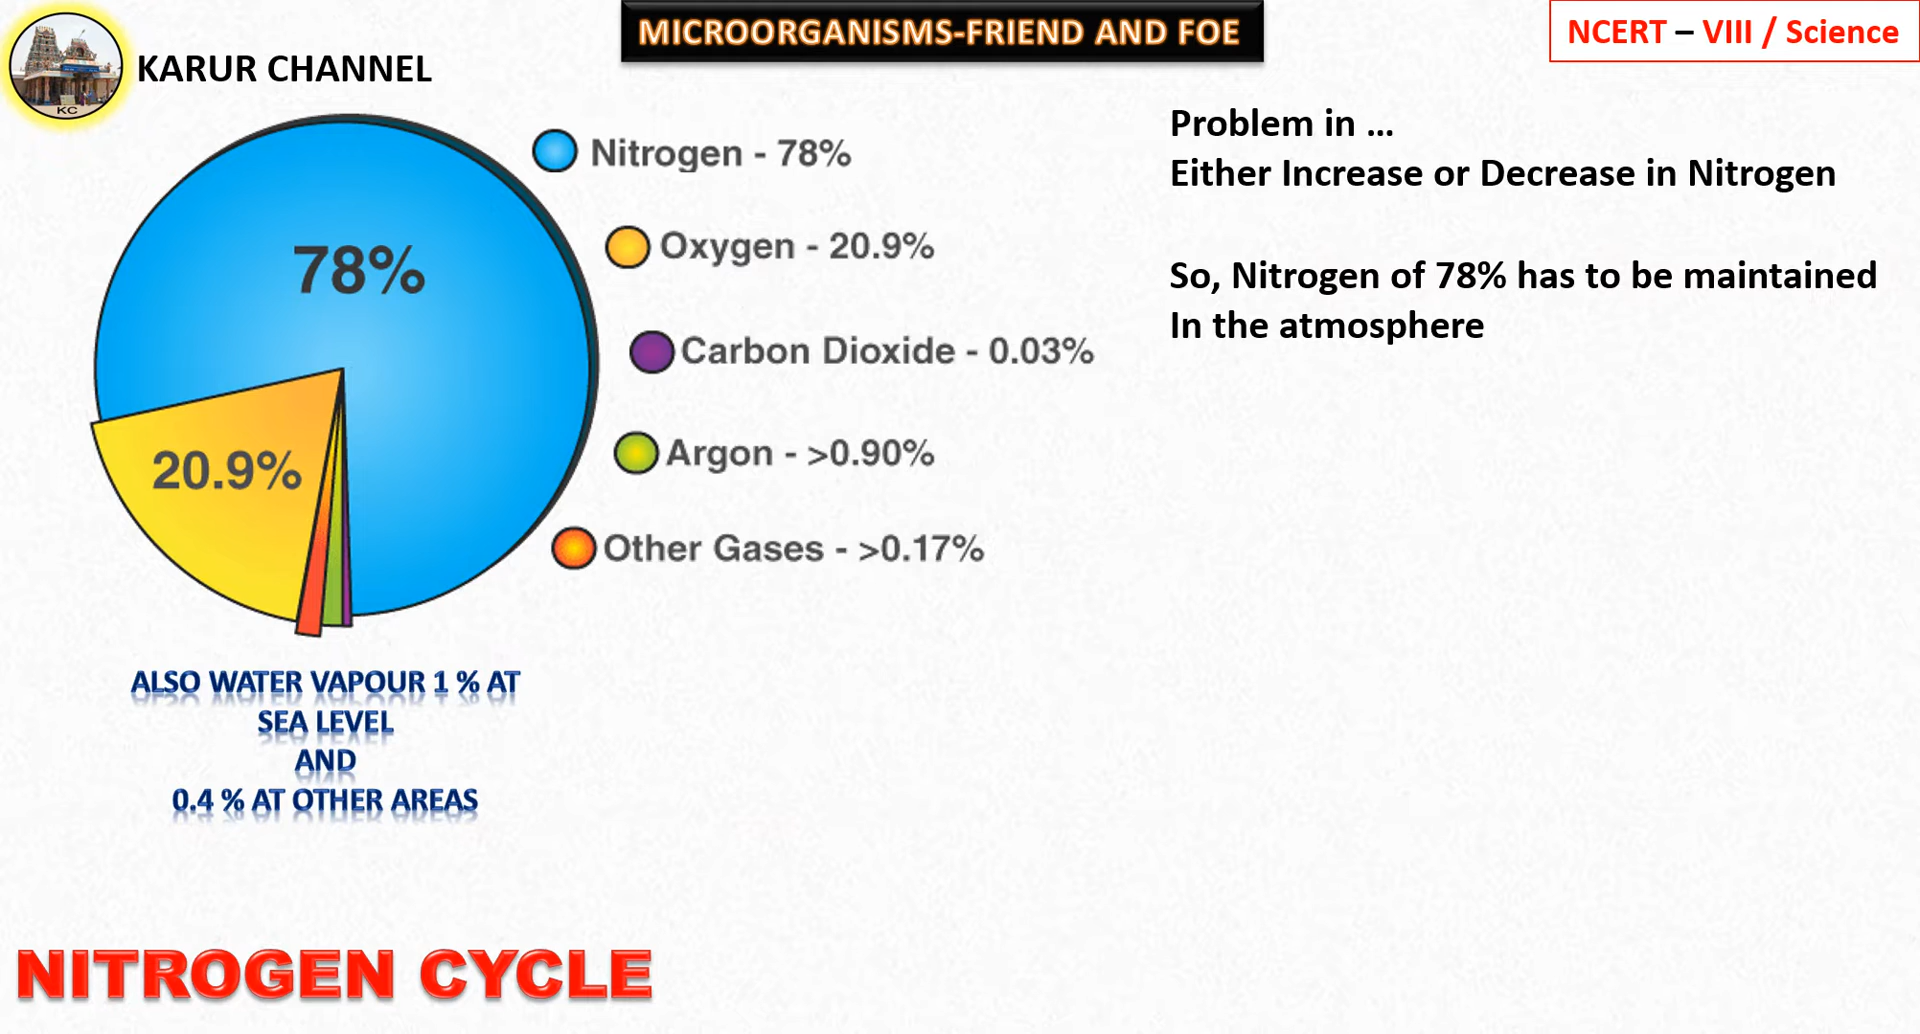 MICROORGANISMS-FRIEND AND FOE
NCERT – VIII / Science
KC
KARUR CHANNEL
Nitrogen - 78%
Oxygen - 20.9%
Carbon Dioxide - 0.03%
Argon - >0.90%
Other Gases - >0.17%
78%
20.9%
Problem in ...
Either Increase or Decrease in Nitrogen
So, Nitrogen of 78% has to be maintained
In the atmosphere
ALSO WATER VAPOUR 1 % AT
SEA LEVEL
AND
0.4 % AT OTHER AREAS
NITROGEN CYCLE